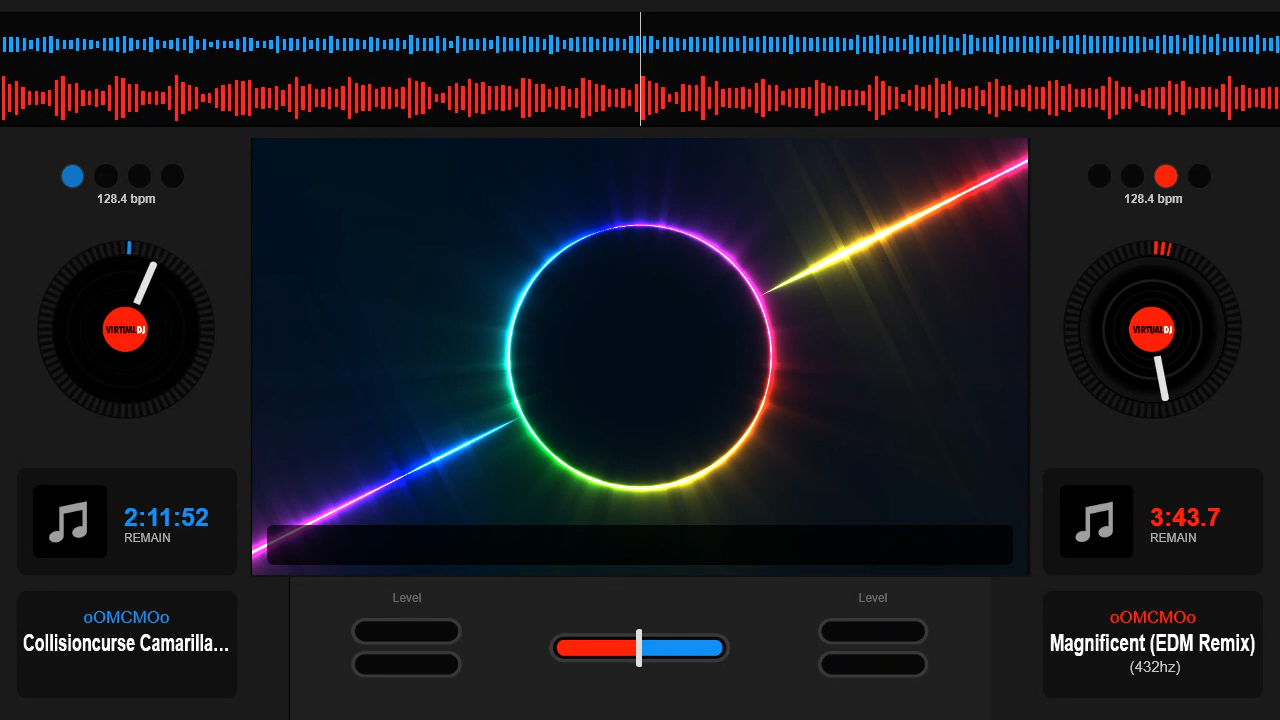 128.4 bpm
128.4 bpm
VIRTUALDJ
VIRTUALDJ
2:11:52
REMAIN
3:43.7
REMAIN
Level
Level
oOMCMOo
Collisioncurse Camarilla...
oOMCMOo
Magnificent (EDM Remix)
(432hz)